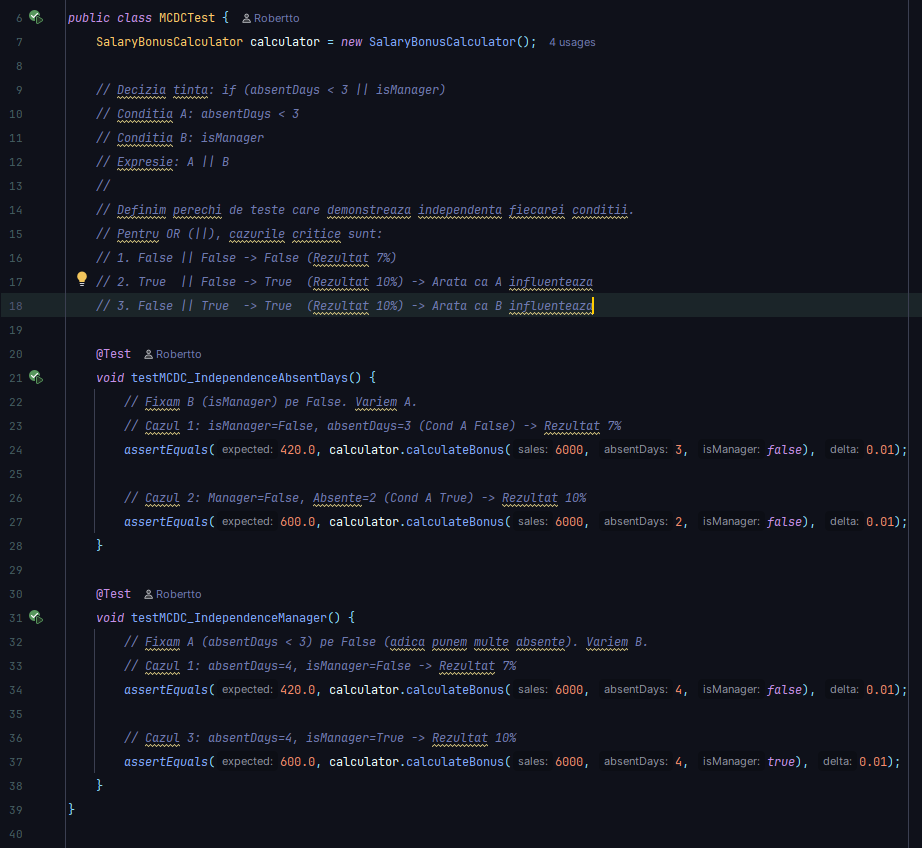 6 public class MCDCTest { Robertto
7 SalaryBonusCalculator calculator = new SalaryBonusCalculator(); 4 usages
8
9 // Decizia tinta: if (absentDays < 3 || isManager)
10 // Conditia A: absentDays < 3
11 // Conditia B: isManager
12 // Expresie: A || B
13 //
14 // Definim perechi de teste care demonstreaza independenta fiecarei conditii.
15 // Pentru OR (||), cazurile critice sunt:
16 // 1. False || False -> False (Rezultat 7%)
17 // 2. True  || False -> True  (Rezultat 10%) -> Arata ca A influenteaza
18 // 3. False || True  -> True  (Rezultat 10%) -> Arata ca B influenteaza
19
20 @Test Robertto
21 void testMCDC_IndependenceAbsentDays() {
22 // Fixam B (isManager) pe False. Variem A.
23 // Cazul 1: isManager=False, absentDays=3 (Cond A False) -> Rezultat 7%
24 assertEquals( expected: 420.0, calculator.calculateBonus( sales: 6000, absentDays: 3, isManager: false), delta: 0.01);
25
26 // Cazul 2: Manager=False, Absente=2 (Cond A True) -> Rezultat 10%
27 assertEquals( expected: 600.0, calculator.calculateBonus( sales: 6000, absentDays: 2, isManager: false), delta: 0.01);
28 }
29
30 @Test Robertto
31 void testMCDC_IndependenceManager() {
32 // Fixam A (absentDays < 3) pe False (adica punem multe absente). Variem B.
33 // Cazul 1: absentDays=4, isManager=False -> Rezultat 7%
34 assertEquals( expected: 420.0, calculator.calculateBonus( sales: 6000, absentDays: 4, isManager: false), delta: 0.01);
35
36 // Cazul 3: absentDays=4, isManager=True -> Rezultat 10%
37 assertEquals( expected: 600.0, calculator.calculateBonus( sales: 6000, absentDays: 4, isManager: true), delta: 0.01);
38 }
39 }
40